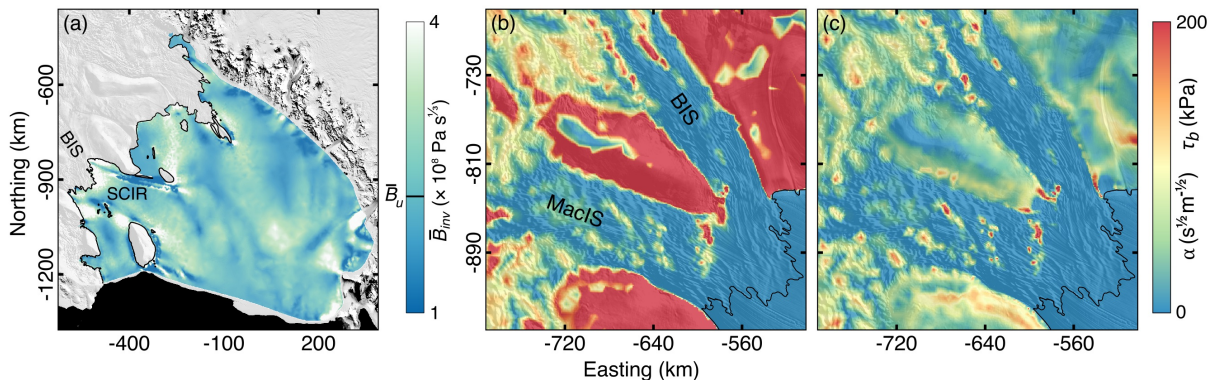 (a)
(b)
(c)
4
200
-600
-900
-1200
Northing (km)
BIS
SCIR
B̅ᵤ
B̅ᵢₙᵥ (× 10⁸ Pa s^⅓)
1
-400
-100
200
-730
-810
-890
BIS
MacIS
-720
-640
-560
-720
-640
-560
Easting (km)
α (s^½ m^-½)
τ_b (kPa)
0